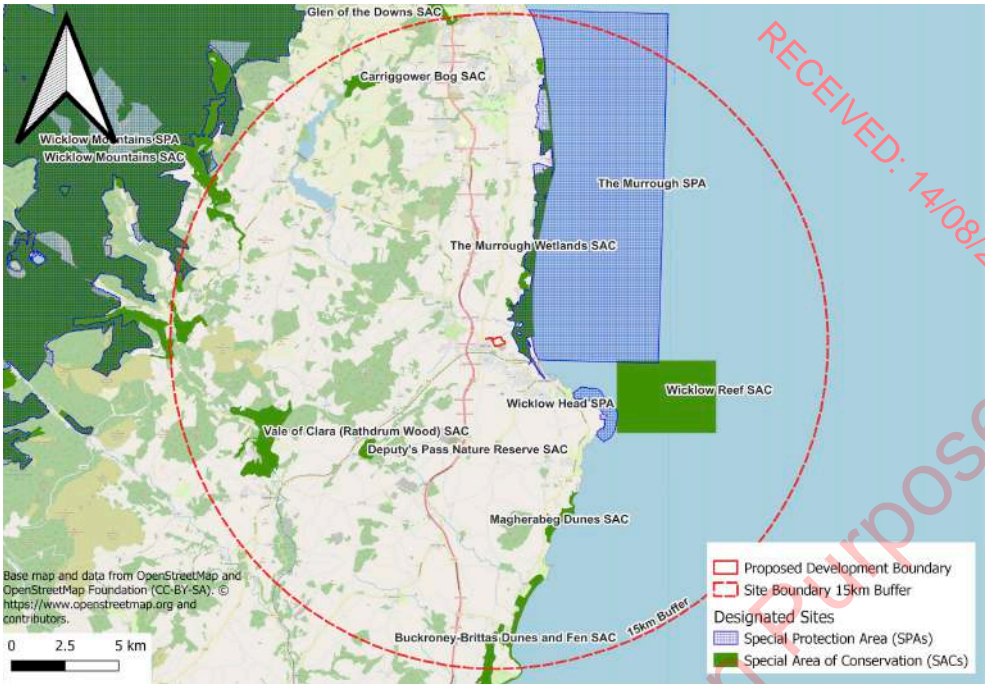 Glen of the Downs SAC
Carriggower Bog SAC
Wicklow Mountains SPA
Wicklow Mountains SAC
The Murrough SPA
The Murrough Wetlands SAC
Wicklow Reef SAC
Wicklow Head SPA
Vale of Clara (Rathdrum Wood) SAC
Deputy's Pass Nature Reserve SAC
Magherabeg Dunes SAC
Buckroney-Brittas Dunes and Fen SAC
15km Buffer
RECEIVED: 14/08/2
Purpose
Base map and data from OpenStreetMap and
OpenStreetMap Foundation (CC-BY-SA). ©
https://www.openstreetmap.org and
contributors.
0 2.5 5 km
Proposed Development Boundary
Site Boundary 15km Buffer
Designated Sites
Special Protection Area (SPAs)
Special Area of Conservation (SACs)